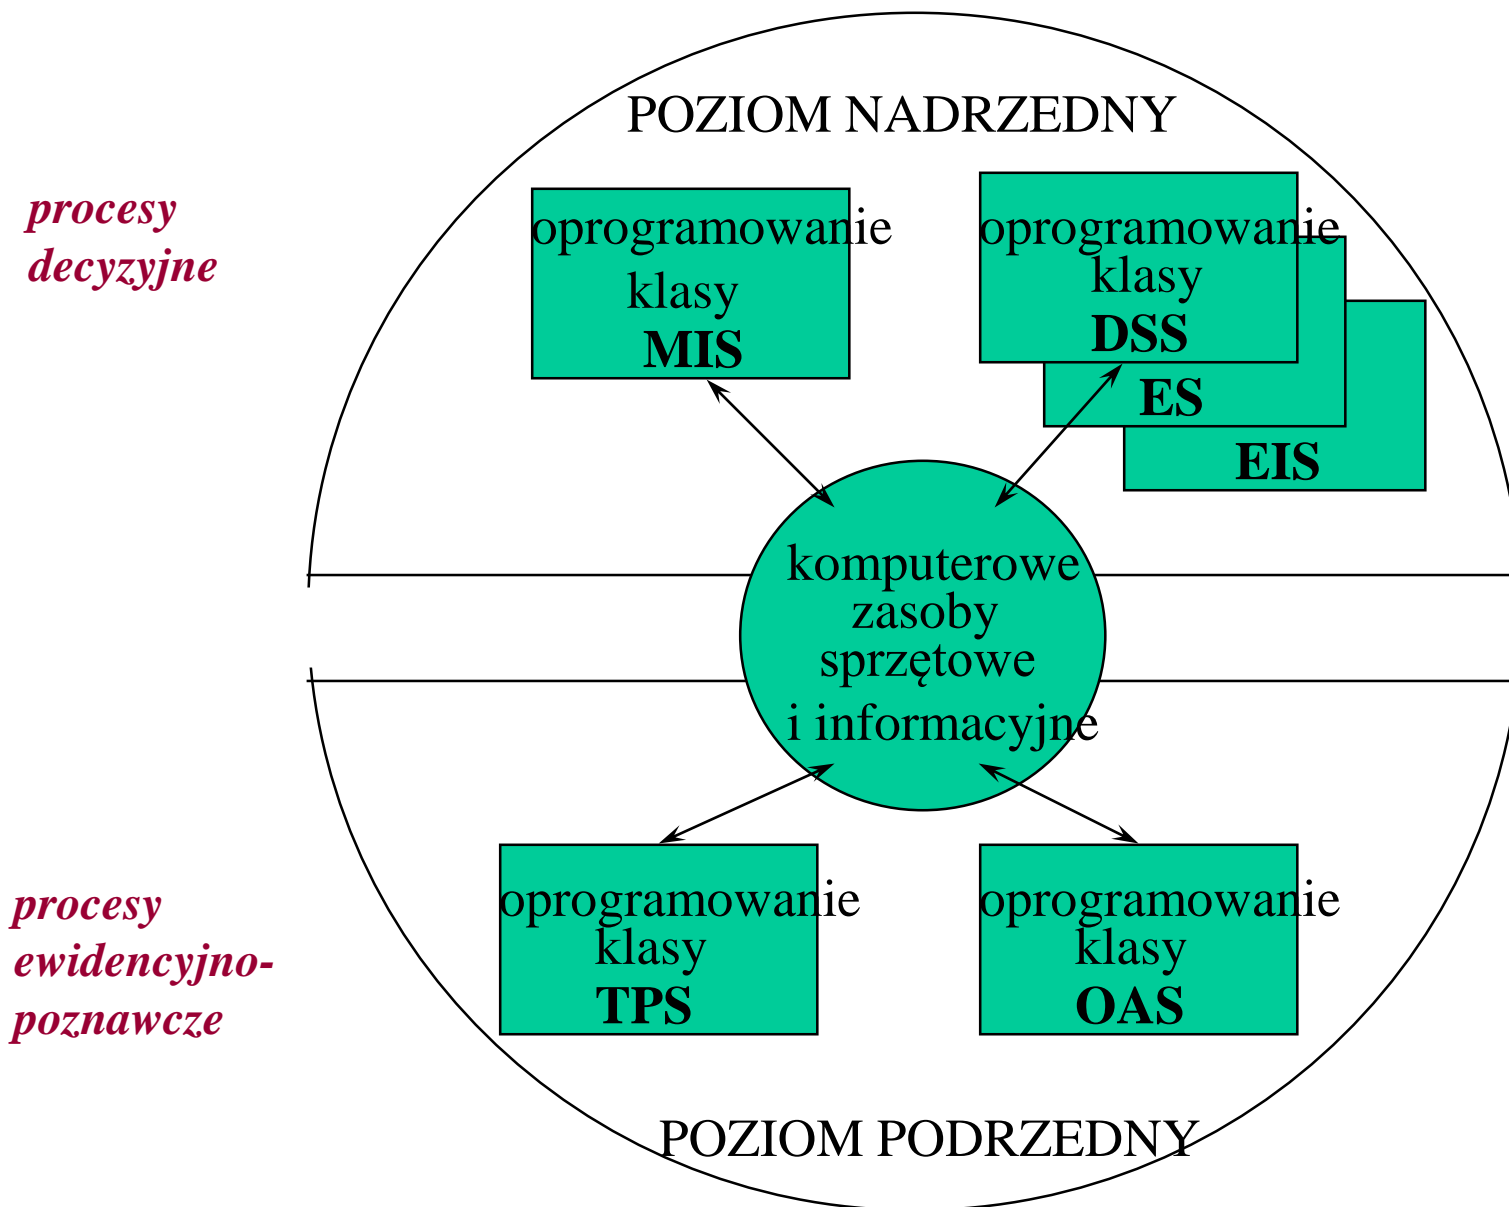 POZIOM NADRZEDNY
procesy
decyzyjne
oprogramowanie
klasy
MIS
oprogramowanie
klasy
DSS
ES
EIS
komputerowe
zasoby
sprzętowe
i informacyjne
procesy
ewidencyjno-
poznawcze
oprogramowanie
klasy
TPS
oprogramowanie
klasy
OAS
POZIOM PODRZEDNY